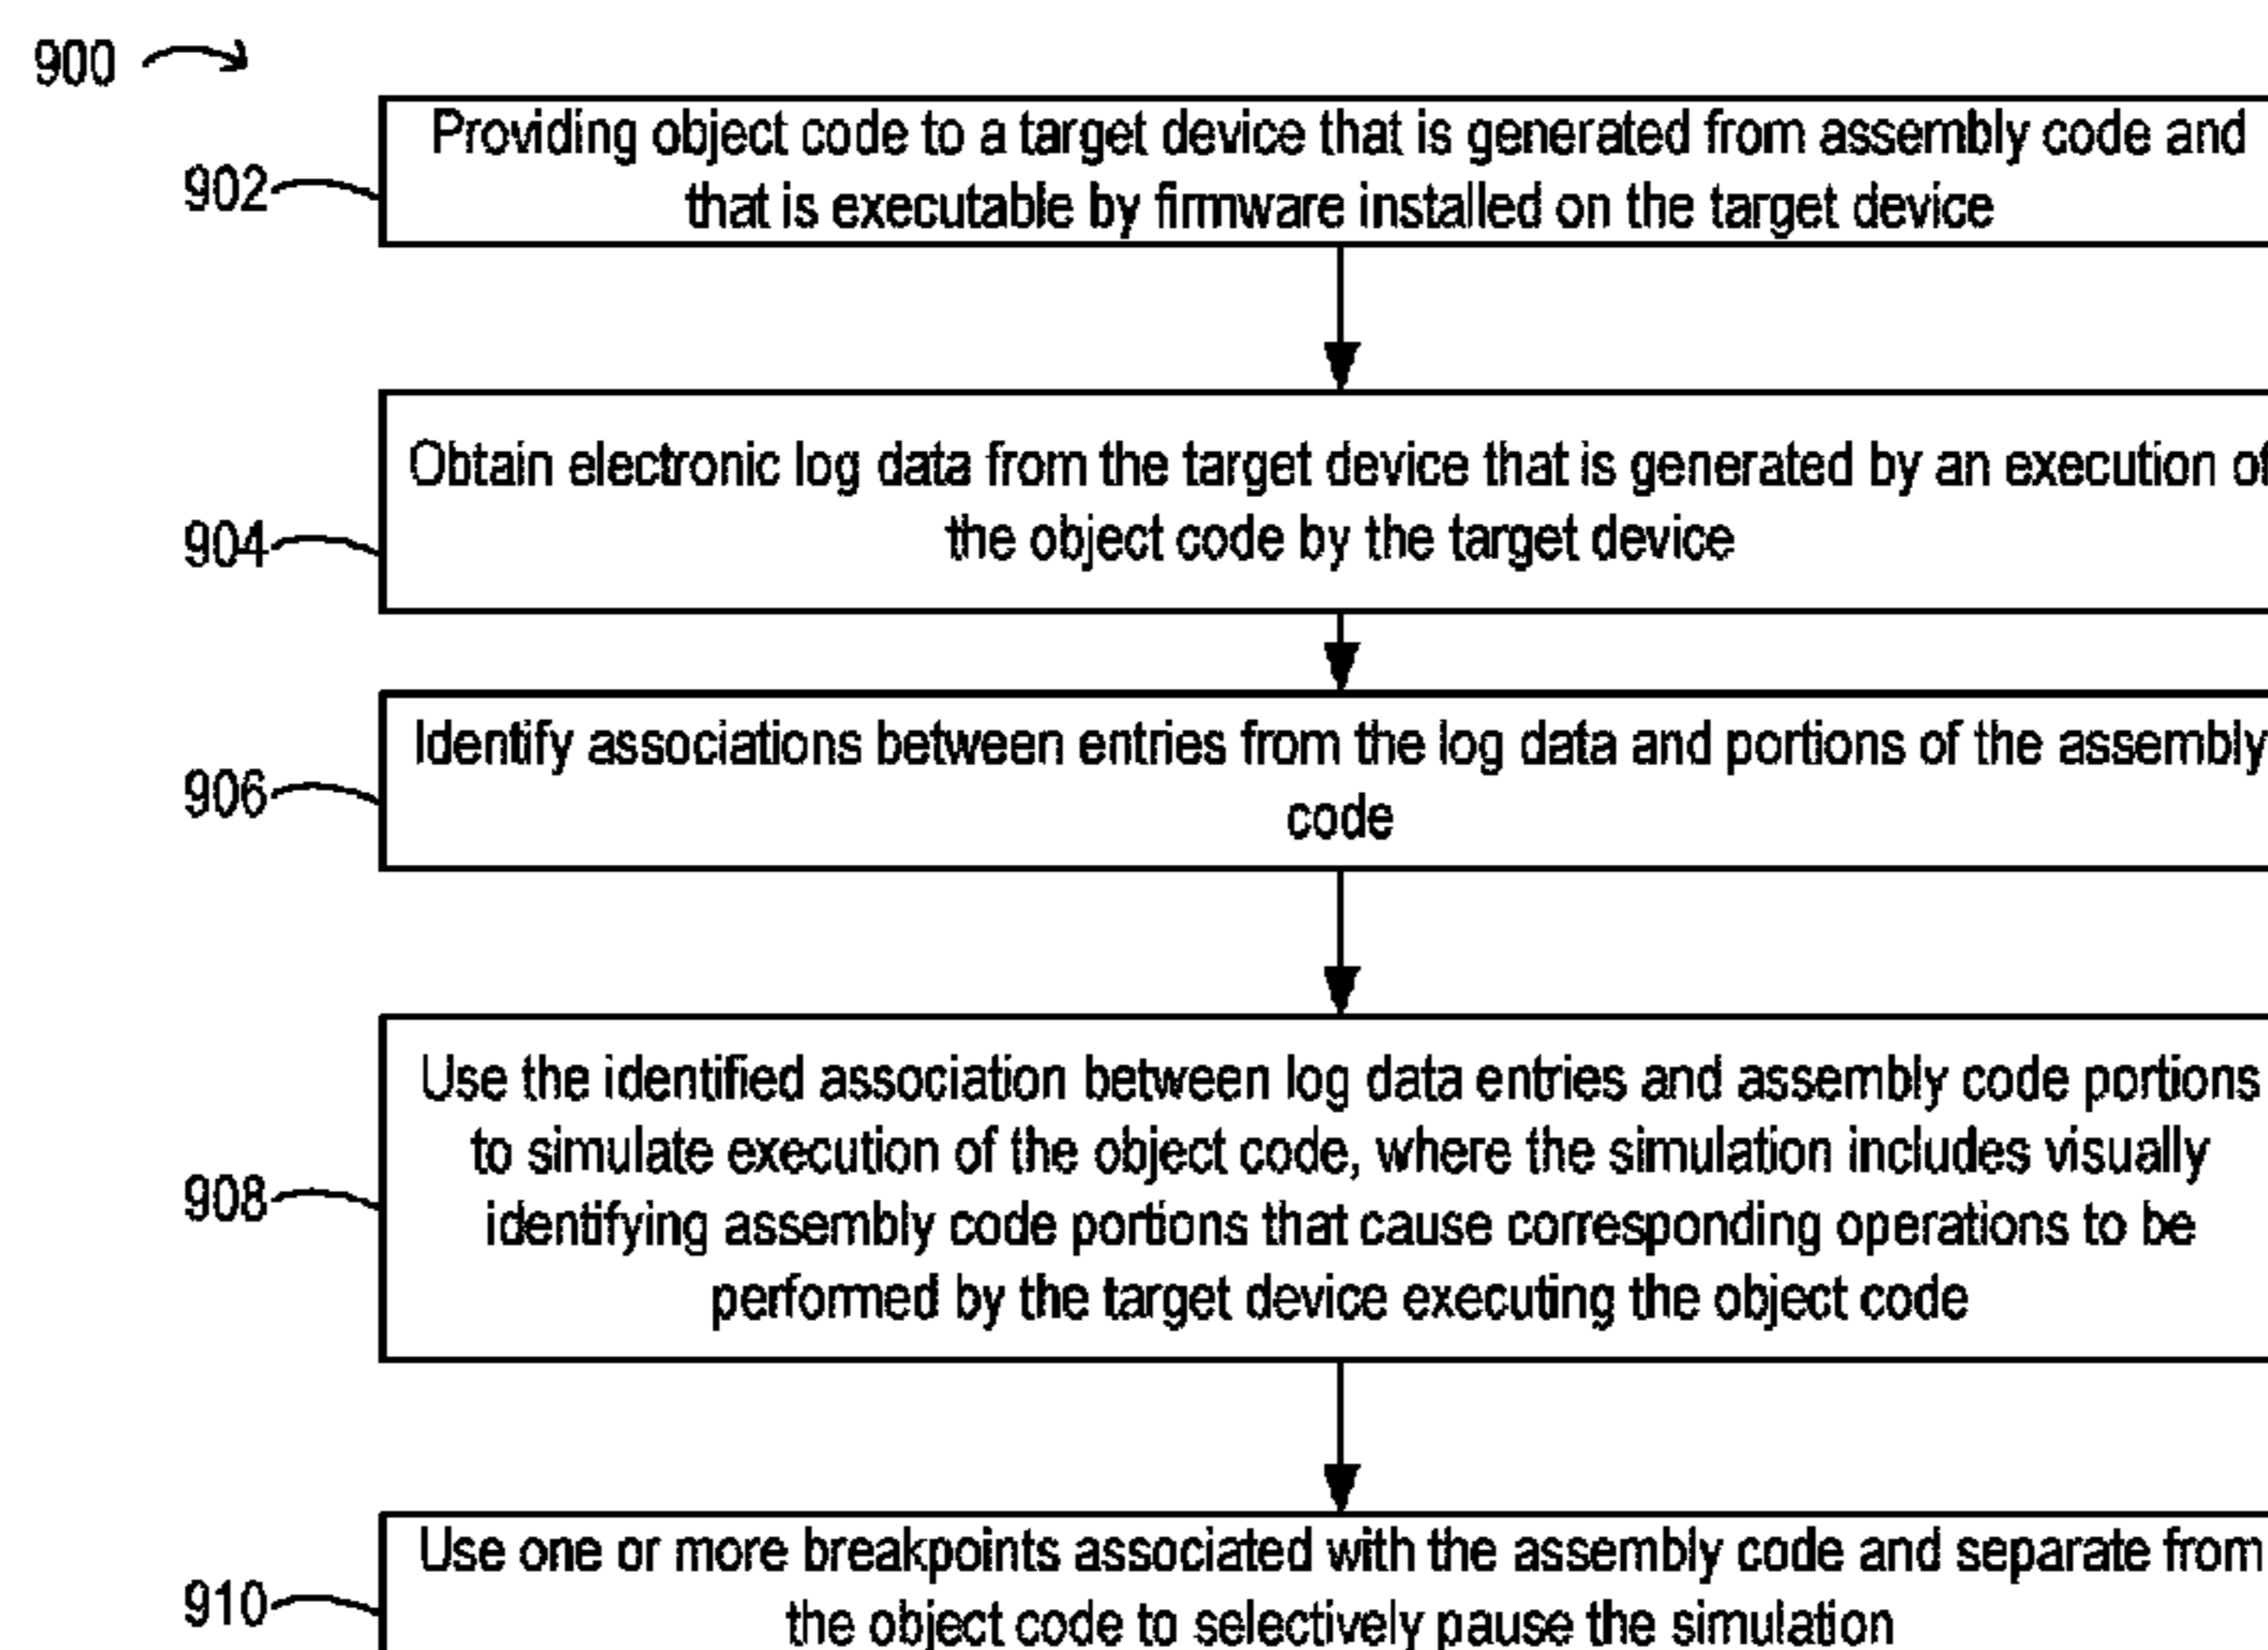 900
Providing object code to a target device that is generated from assembly code and
that is executable by firmware installed on the target device
902
Obtain electronic log data from the target device that is generated by an execution of
the object code by the target device
904
Identify associations between entries from the log data and portions of the assembly
code
906
Use the identified association between log data entries and assembly code portions
to simulate execution of the object code, where the simulation includes visually
identifying assembly code portions that cause corresponding operations to be
performed by the target device executing the object code
908
Use one or more breakpoints associated with the assembly code and separate from
the object code to selectively pause the simulation
910